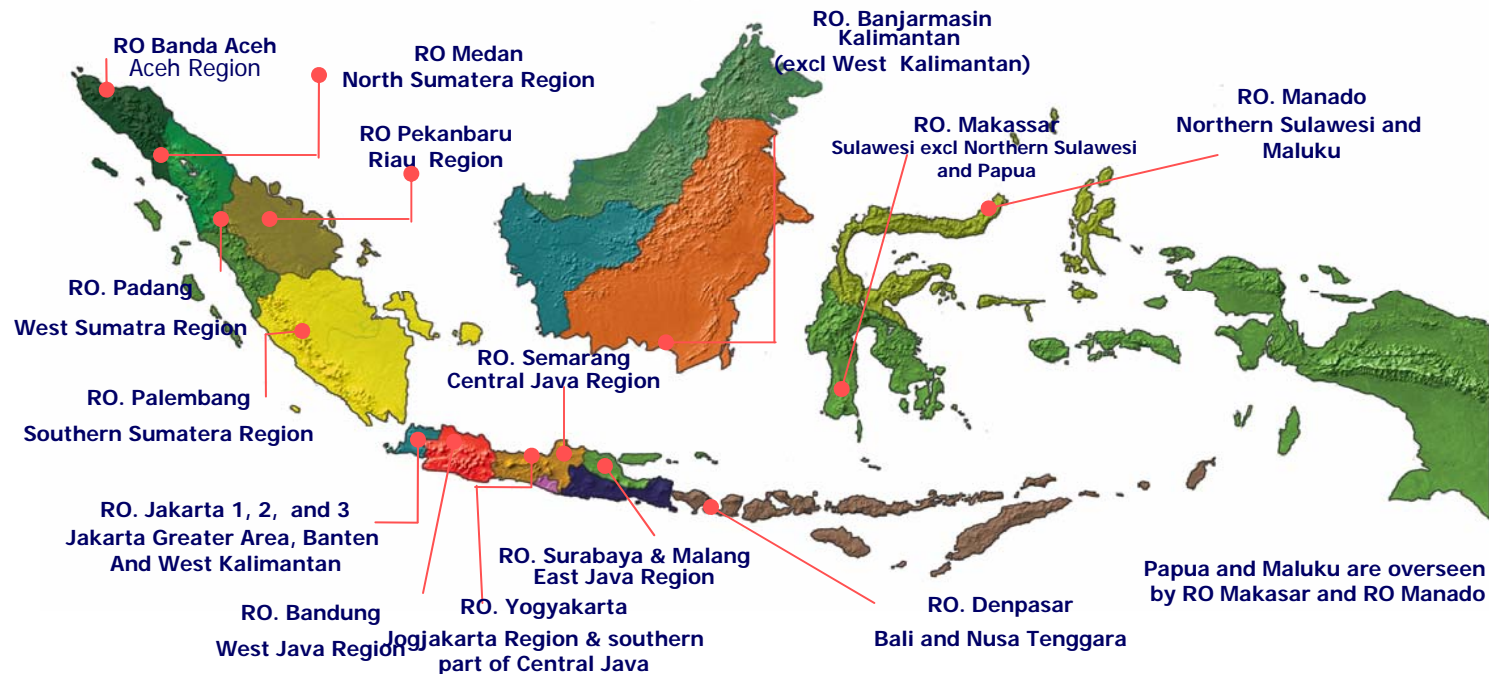 RO Banda Aceh
Aceh Region
RO Medan
North Sumatera Region
RO Pekanbaru
Riau Region
RO. Banjarmasin
Kalimantan
(excl West Kalimantan)
RO. Makassar
Sulawesi excl Northern Sulawesi
and Papua
RO. Manado
Northern Sulawesi and
Maluku
RO. Padang
West Sumatra Region
RO. Palembang
Southern Sumatera Region
RO. Semarang
Central Java Region
RO. Jakarta 1, 2, and 3
Jakarta Greater Area, Banten
And West Kalimantan
RO. Bandung
West Java Region
RO. Yogyakarta
Jogjakarta Region & southern
part of Central Java
RO. Surabaya & Malang
East Java Region
RO. Denpasar
Bali and Nusa Tenggara
Papua and Maluku are overseen
by RO Makasar and RO Manado